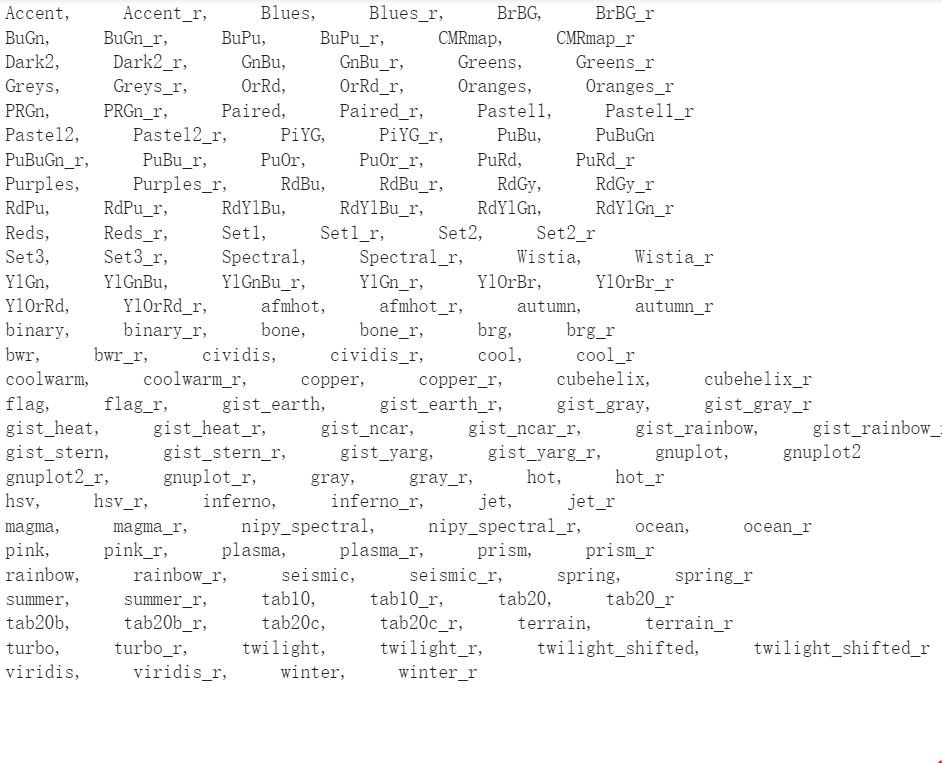 Accent, Accent_r, Blues, Blues_r, BrBG, BrBG_r
BuGn, BuGn_r, BuPu, BuPu_r, CMRmap, CMRmap_r
Dark2, Dark2_r, GnBu, GnBu_r, Greens, Greens_r
Greys, Greys_r, OrRd, OrRd_r, Oranges, Oranges_r
PRGn, PRGn_r, Paired, Paired_r, Pastel1, Pastel1_r
Pastel2, Pastel2_r, PiYG, PiYG_r, PuBu, PuBuGn
PuBuGn_r, PuBu_r, PuOr, PuOr_r, PuRd, PuRd_r
Purples, Purples_r, RdBu, RdBu_r, RdGy, RdGy_r
RdPu, RdPu_r, RdYlBu, RdYlBu_r, RdYlGn, RdYlGn_r
Reds, Reds_r, Set1, Set1_r, Set2, Set2_r
Set3, Set3_r, Spectral, Spectral_r, Wistia, Wistia_r
YlGn, YlGnBu, YlGnBu_r, YlGn_r, YlOrBr, YlOrBr_r
YlOrRd, YlOrRd_r, afmhot, afmhot_r, autumn, autumn_r
binary, binary_r, bone, bone_r, brg, brg_r
bwr, bwr_r, cividis, cividis_r, cool, cool_r
coolwarm, coolwarm_r, copper, copper_r, cubehelix, cubehelix_r
flag, flag_r, gist_earth, gist_earth_r, gist_gray, gist_gray_r
gist_heat, gist_heat_r, gist_ncar, gist_ncar_r, gist_rainbow, gist_rainbow_r
gist_stern, gist_stern_r, gist_yarg, gist_yarg_r, gnuplot, gnuplot2
gnuplot2_r, gnuplot_r, gray, gray_r, hot, hot_r
hsv, hsv_r, inferno, inferno_r, jet, jet_r
magma, magma_r, nipy_spectral, nipy_spectral_r, ocean, ocean_r
pink, pink_r, plasma, plasma_r, prism, prism_r
rainbow, rainbow_r, seismic, seismic_r, spring, spring_r
summer, summer_r, tab10, tab10_r, tab20, tab20_r
tab20b, tab20b_r, tab20c, tab20c_r, terrain, terrain_r
turbo, turbo_r, twilight, twilight_r, twilight_shifted, twilight_shifted_r
viridis, viridis_r, winter, winter_r